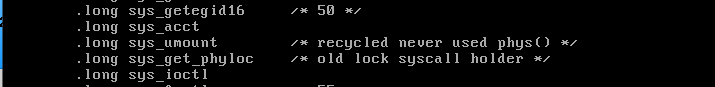 .long sys_getegid16 /* 50 */
.long sys_acct
.long sys_umount /* recycled never used phys() */
.long sys_get_phyloc /* old lock syscall holder */
.long sys_ioctl